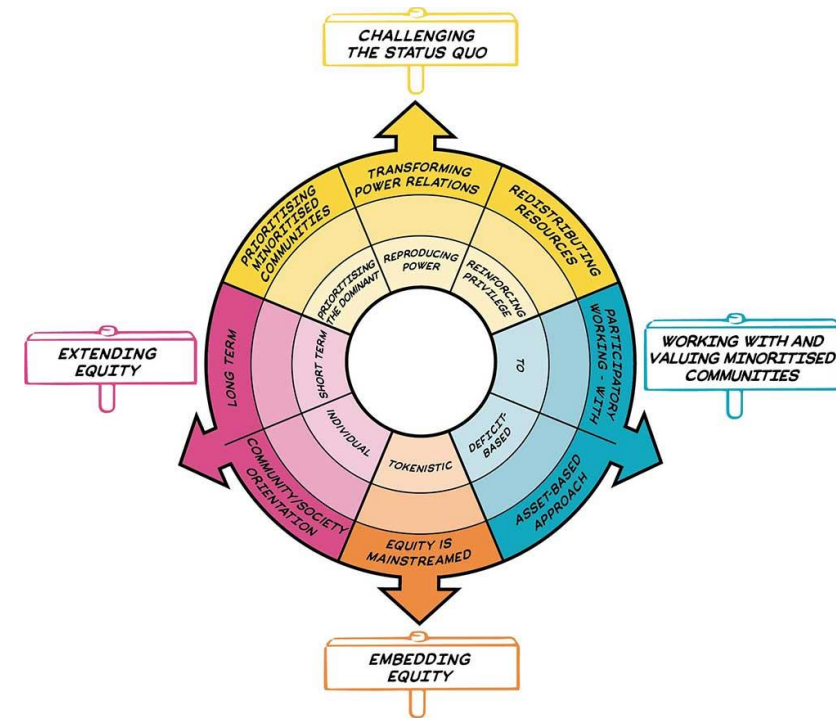 CHALLENGING
THE STATUS QUO
PRIORITISING
MINORITISED
COMMUNITIES
TRANSFORMING
POWER RELATIONS
REDISTRIBUTING
RESOURCES
PRIORITISING
THE DOMINANT
REPRODUCING
POWER
REINFORCING
PRIVILEGE
EXTENDING
EQUITY
LONG TERM
SHORT TERM
TO
PARTICIPATORY
WORKING - WITH
WORKING WITH AND
VALUING MINORITISED
COMMUNITIES
COMMUNITY/SOCIETY
ORIENTATION
INDIVIDUAL
TOKENISTIC
DEFICIT-
BASED
ASSET-BASED
APPROACH
EQUITY IS
MAINSTREAMED
EMBEDDING
EQUITY